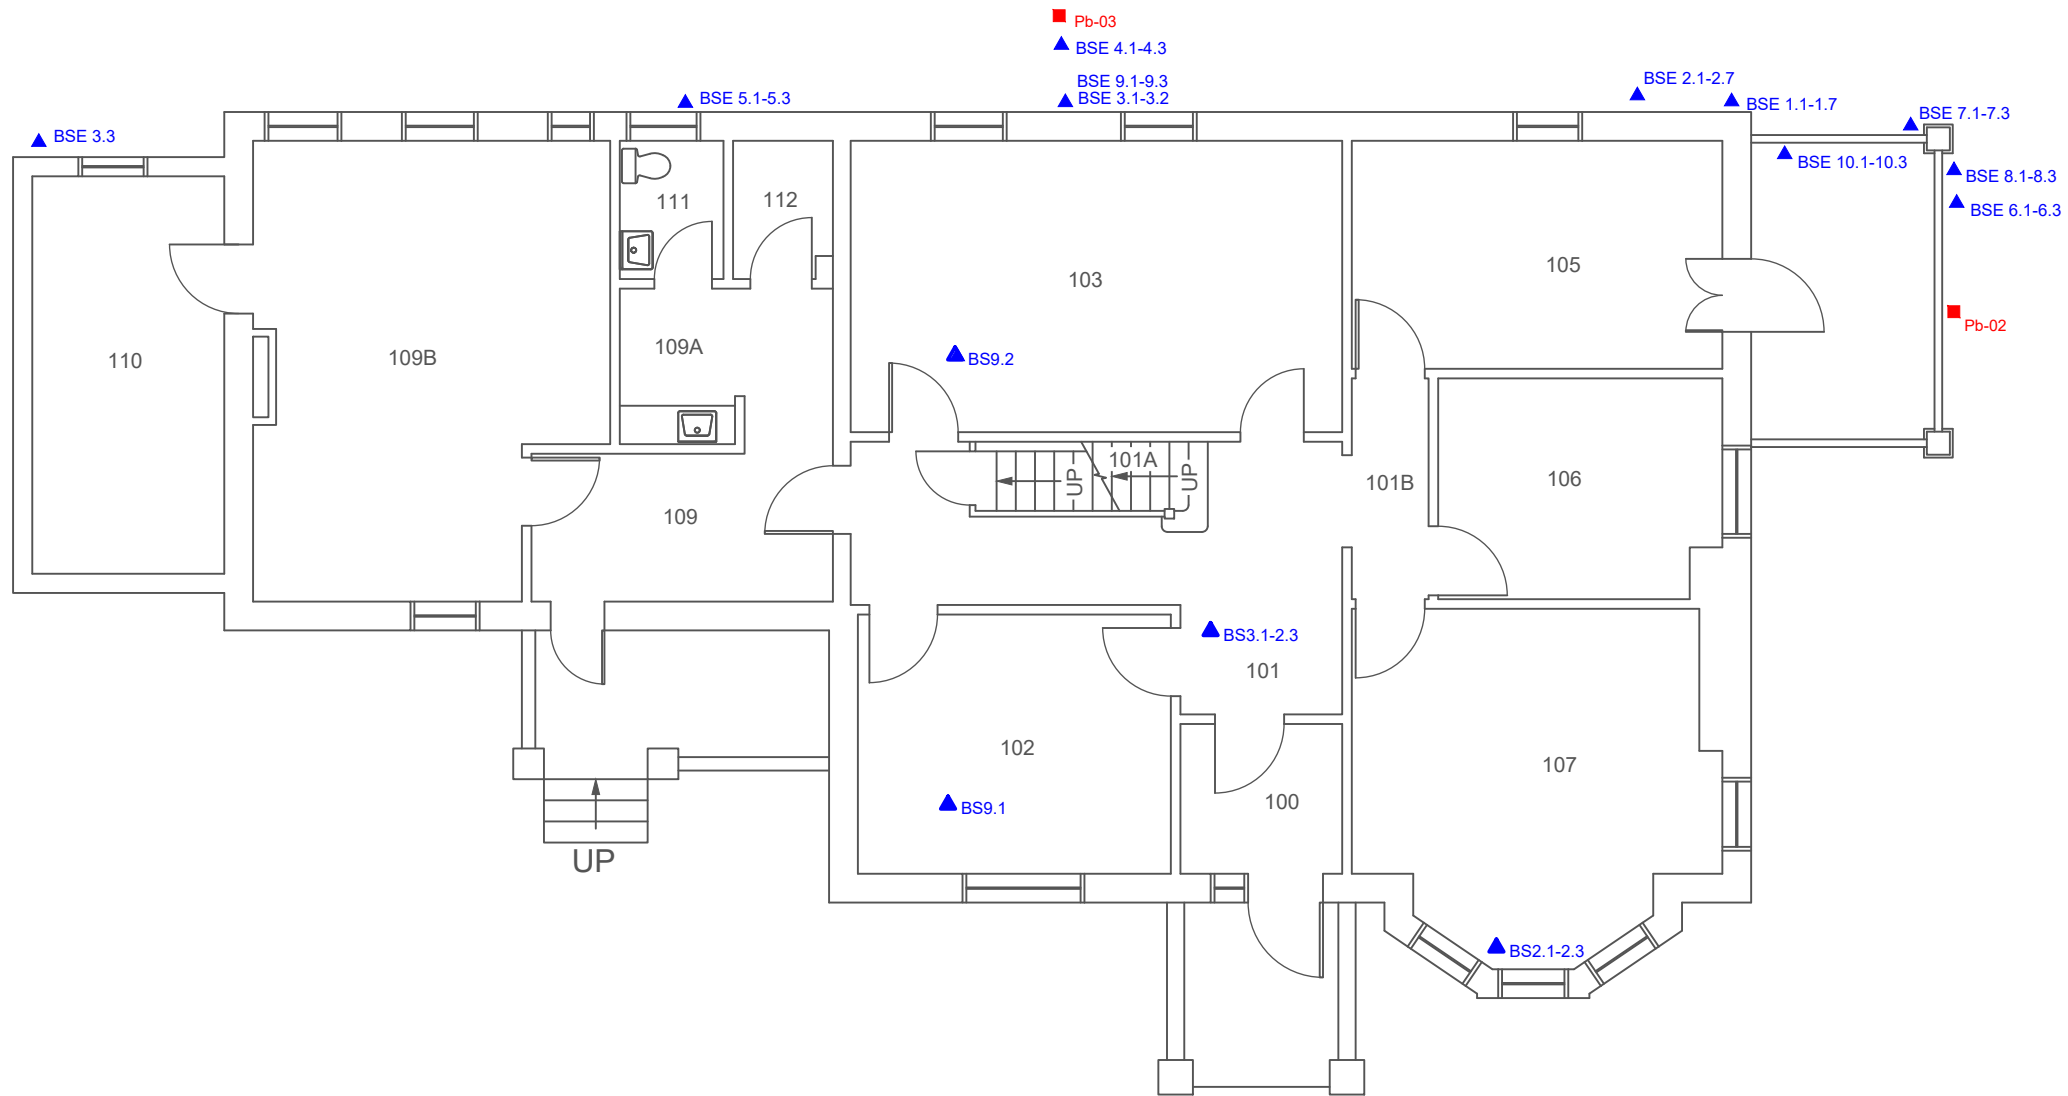 Pb-03
BSE 4.1-4.3
BSE 9.1-9.3
BSE 3.1-3.2
BSE 2.1-2.7
BSE 5.1-5.3
BSE 1.1-1.7
BSE 7.1-7.3
BSE 3.3
BSE 10.1-10.3
BSE 8.1-8.3
BSE 6.1-6.3
111
112
103
105
Pb-02
110
109B
109A
BS9.2
101A
UP
UP
101B
106
109
BS3.1-2.3
101
102
107
100
BS9.1
UP
BS2.1-2.3